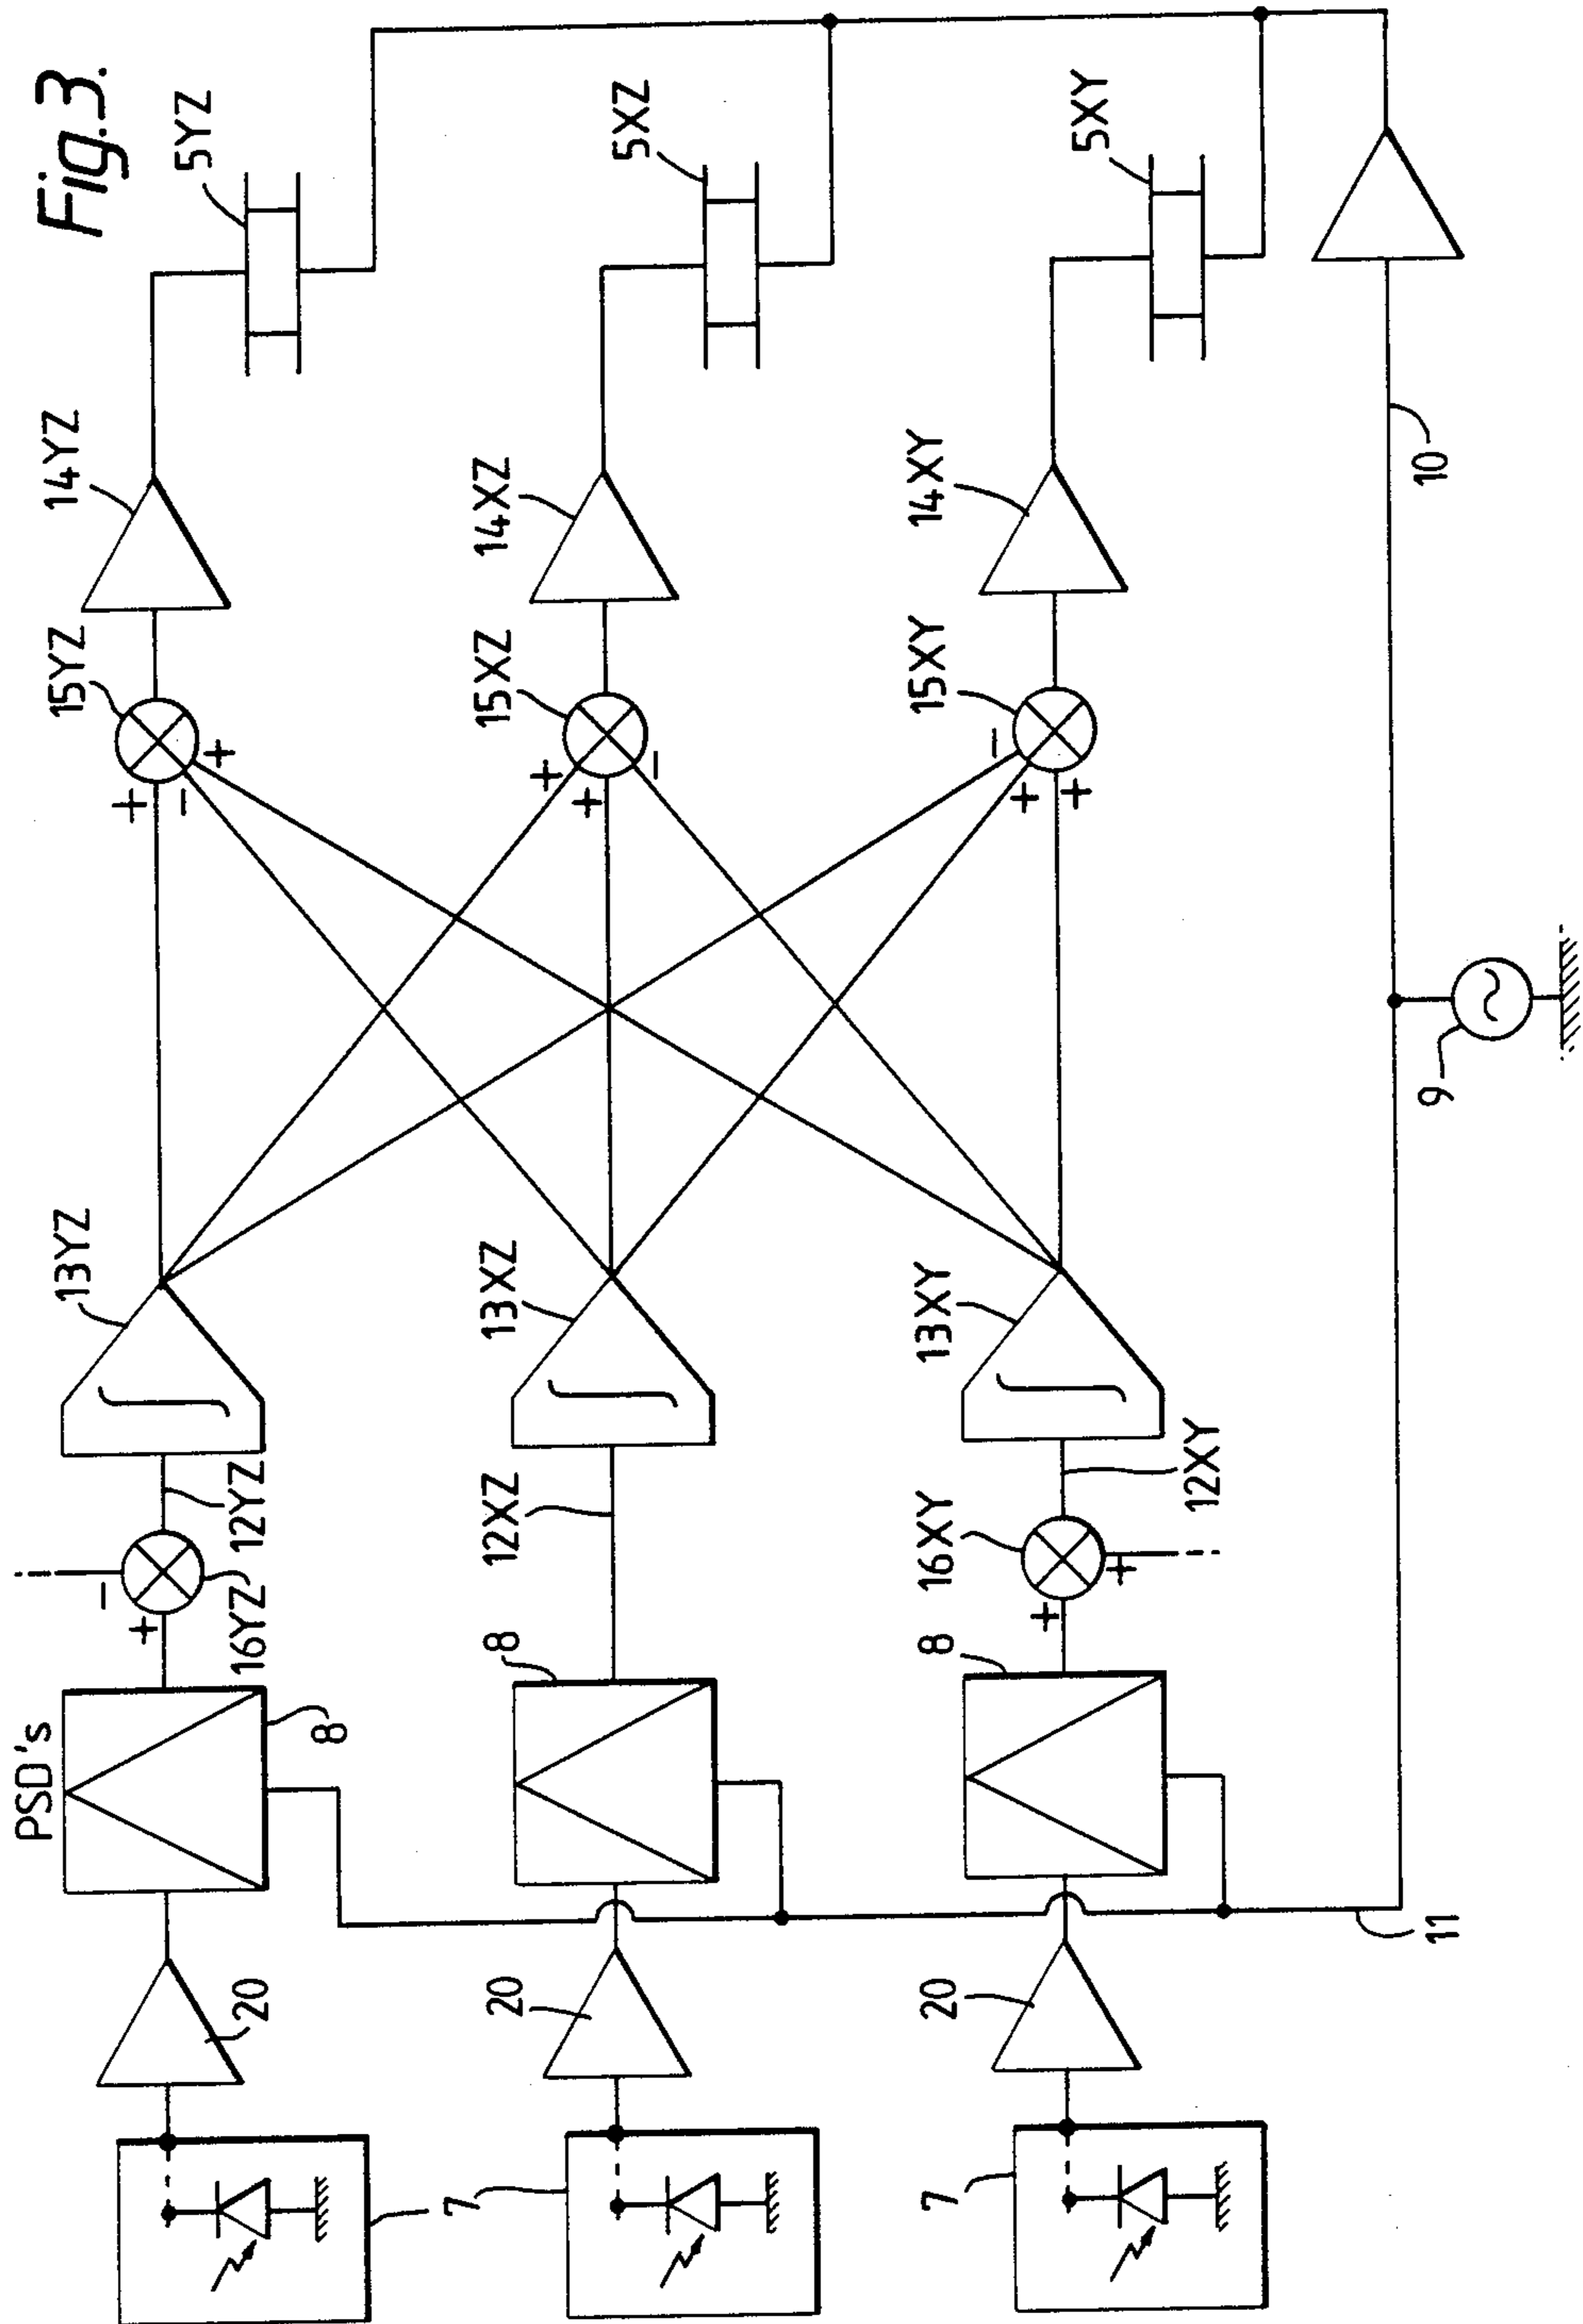 Fig.3.
PSD's
7
7
7
20
20
20
8
8
8
16YZ
+
−
12YZ
13YZ
12XZ
13XZ
16XY
+
+
12XY
13XY
15YZ
+
−
+
14YZ
5YZ
15XZ
+
+
−
14XZ
5XZ
15XY
−
+
+
14XY
5XY
9
10
11